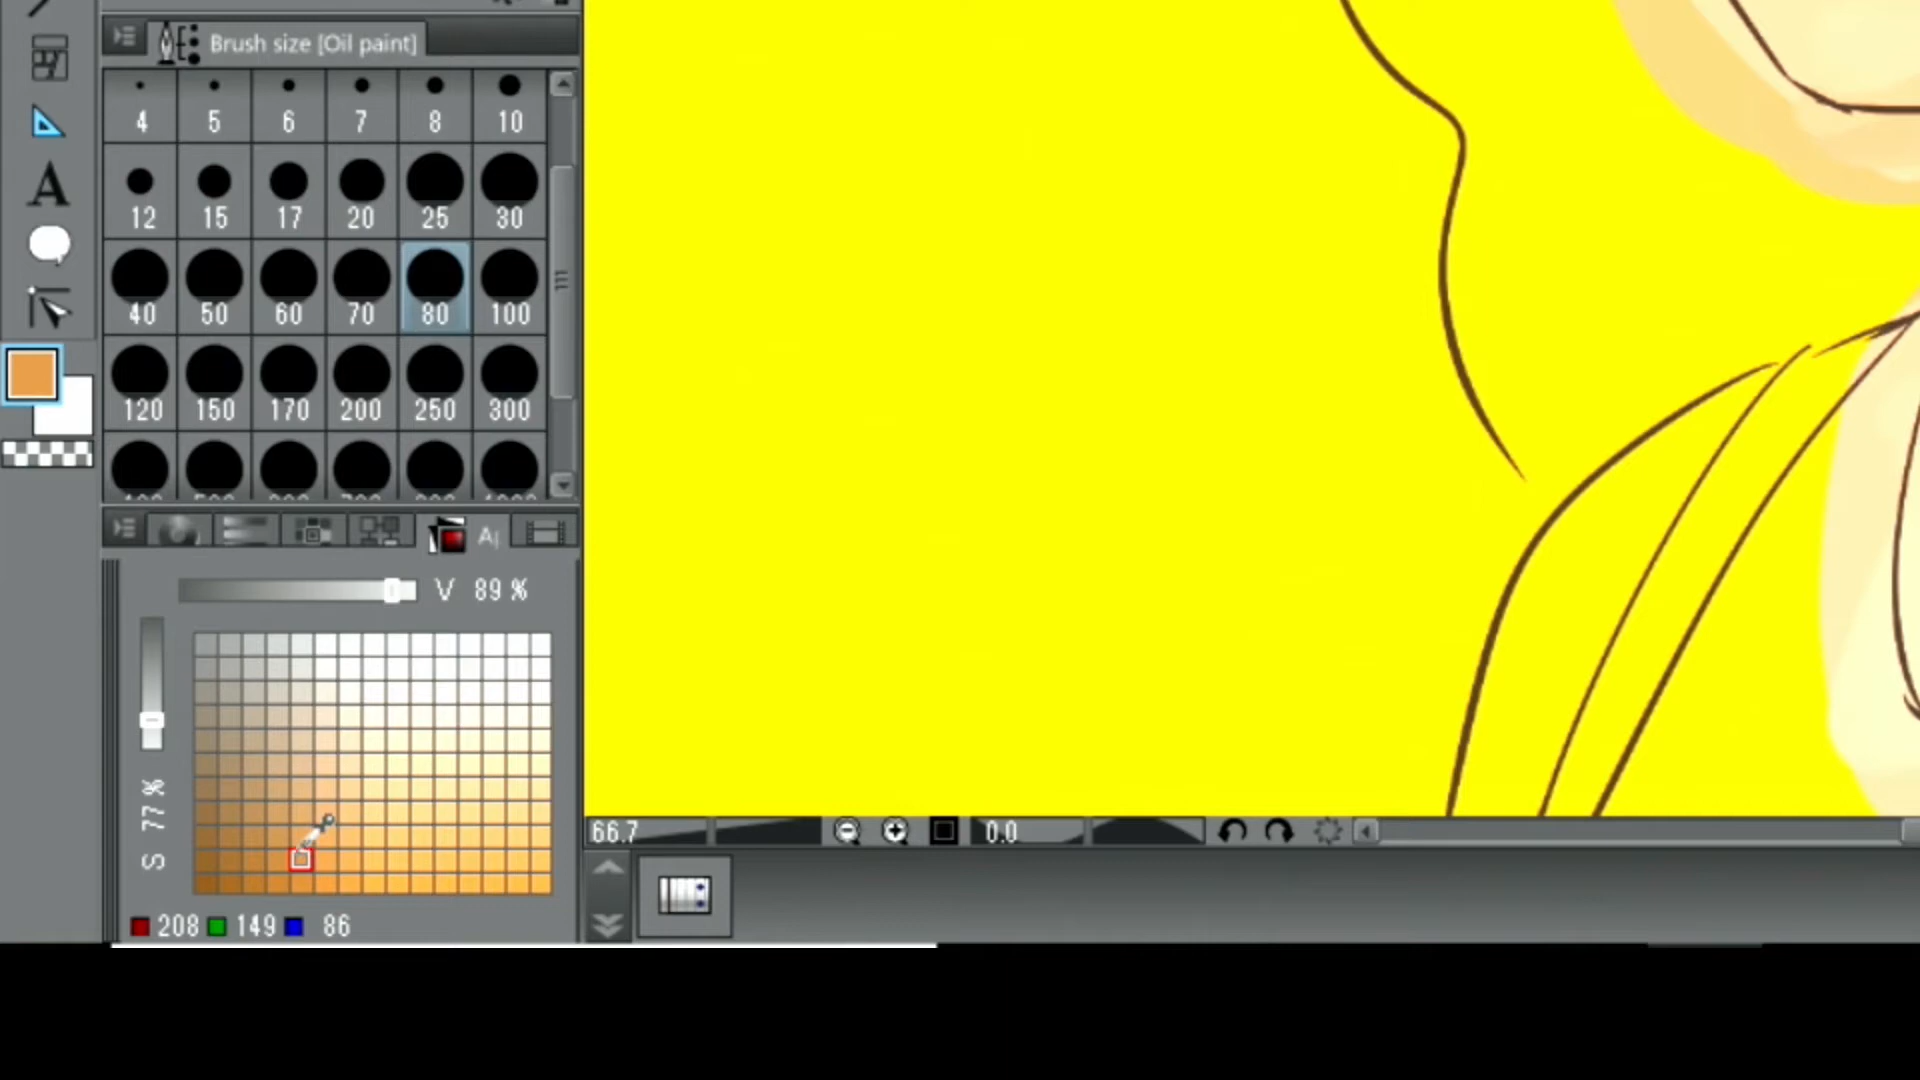 Brush size [Oil paint]
4 5 6 7 8 10
12 15 17 20 25 30
40 50 60 70 80 100
120 150 170 200 250 300
V 89 %
S 77 %
208 149 86
66.7 0.0